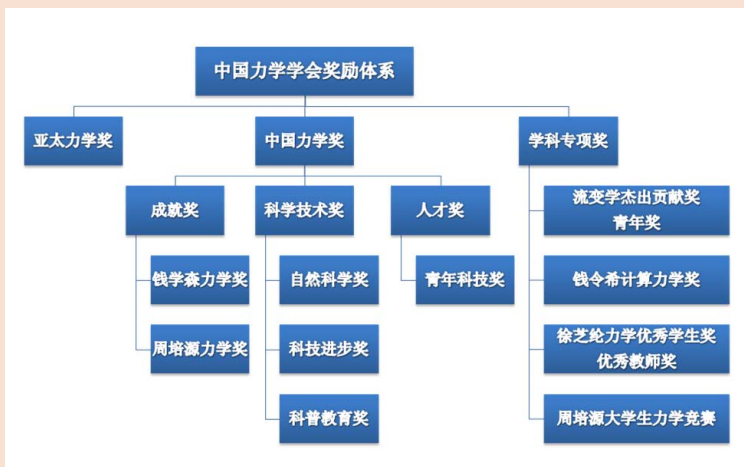 中国力学学会奖励体系
亚太力学奖
中国力学奖
学科专项奖
成就奖
科学技术奖
人才奖
流变学杰出贡献奖
青年奖
钱学森力学奖
自然科学奖
青年科技奖
钱令希计算力学奖
周培源力学奖
科技进步奖
徐芝纶力学优秀学生奖
优秀教师奖
科普教育奖
周培源大学生力学竞赛